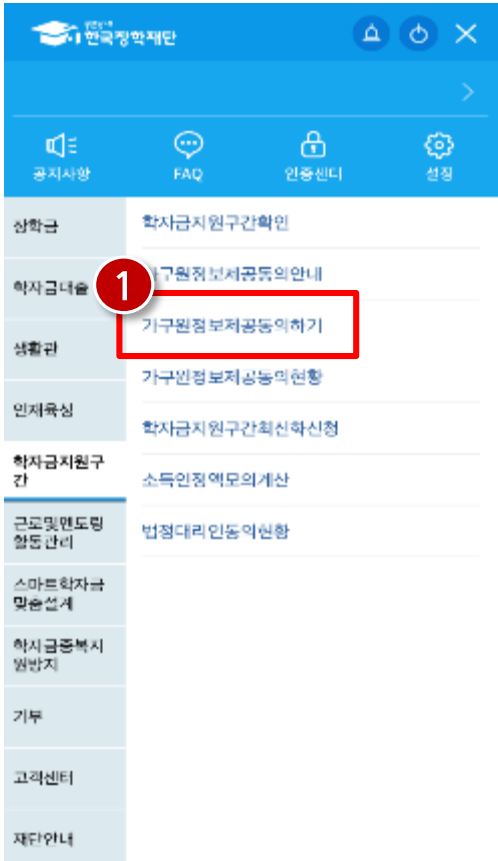 한국장학재단
공지사항
FAQ
인증센터
설정
장학금
학자금대출
생활관
인재육성
학자금지원구
간
근로및멘토링
활동관리
스마트학자금
맞춤설계
학자금중복지
원방지
기부
고객센터
재단안내
학자금지원구간확인
구원정보제공동의안내
1
가구원정보제공동의하기
가구원정보제공동의현황
학자금지원구간최신화신청
소득인정액모의계산
법정대리인동의현황